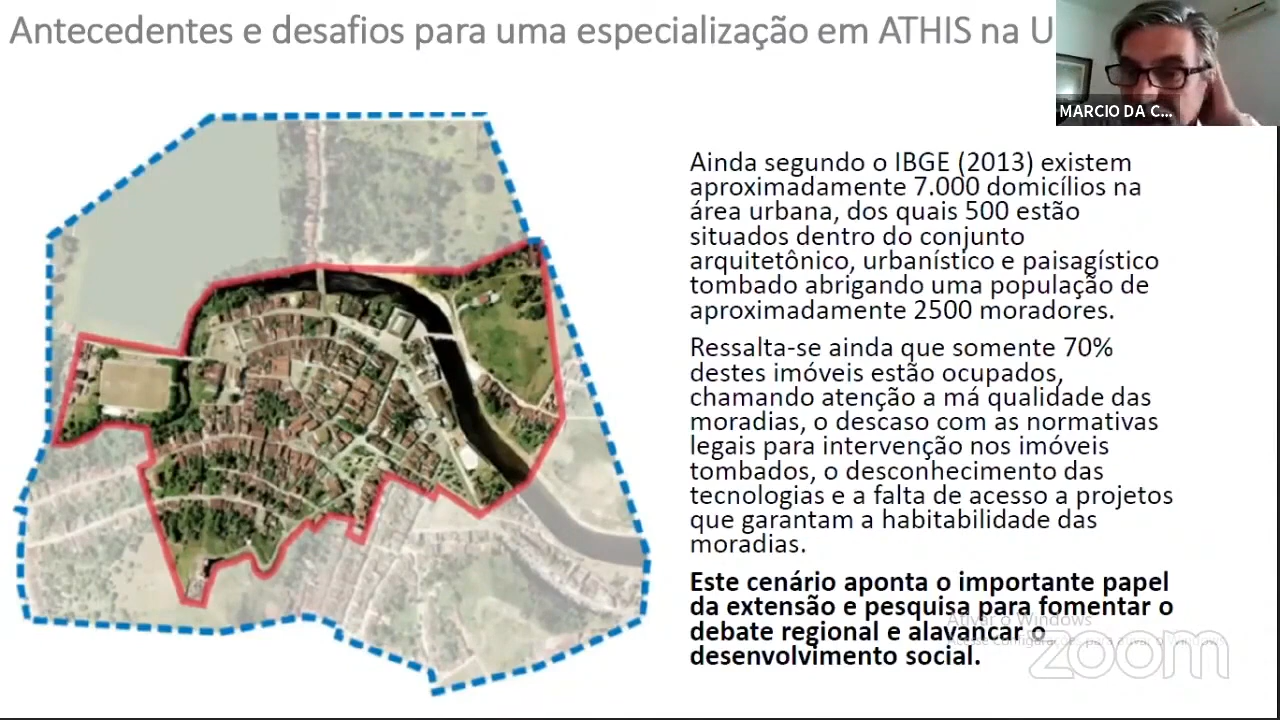 Antecedentes e desafios para uma especialização em ATHIS na U
MARCIO DA C...
Ainda segundo o IBGE (2013) existem
aproximadamente 7.000 domicílios na
área urbana, dos quais 500 estão
situados dentro do conjunto
arquitetônico, urbanístico e paisagístico
tombado abrigando uma população de
aproximadamente 2500 moradores.
Ressalta-se ainda que somente 70%
destes imóveis estão ocupados,
chamando atenção a má qualidade das
moradias, o descaso com as normativas
legais para intervenção nos imóveis
tombados, o desconhecimento das
tecnologias e a falta de acesso a projetos
que garantam a habitabilidade das
moradias.
Este cenário aponta o importante papel
da extensão e pesquisa para fomentar o
debate regional e alavancar o
desenvolvimento social.
Ativar o Windows
zoom